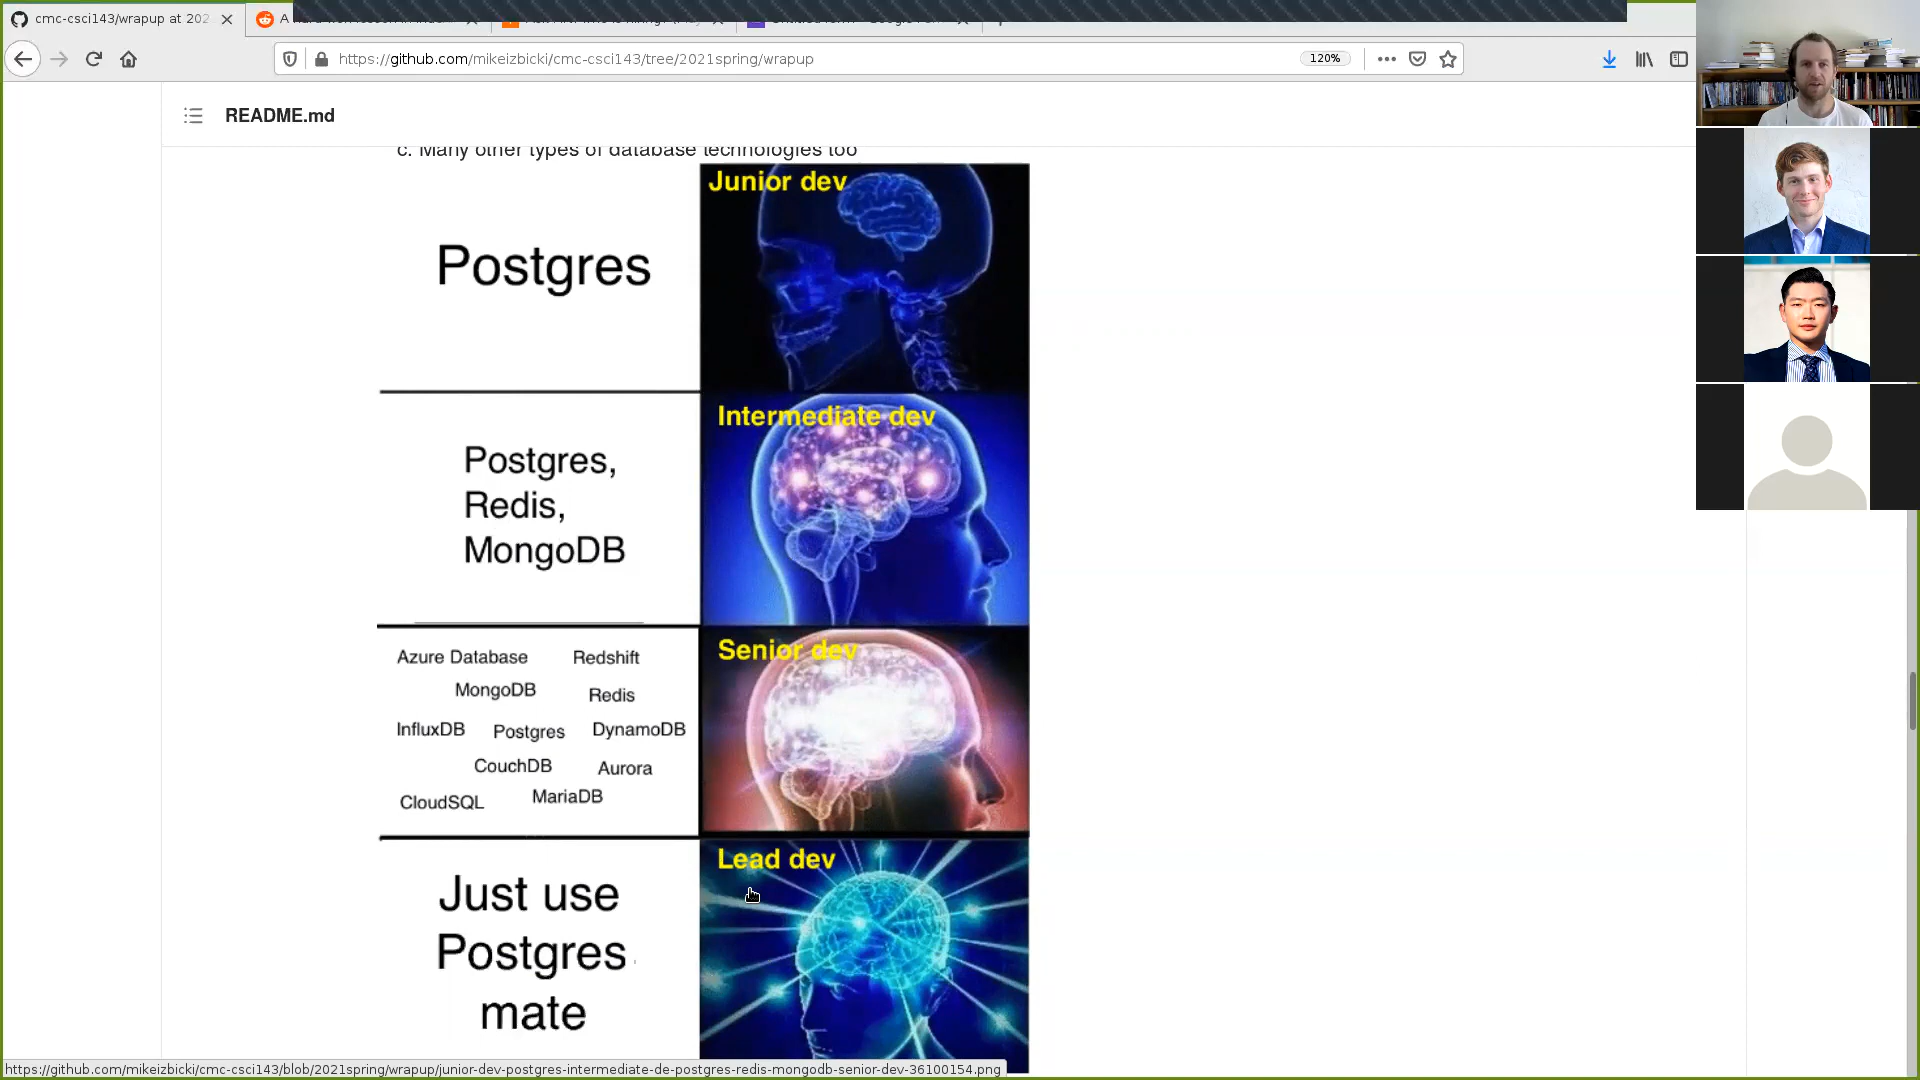 cmc-csci143/wrapup at 202
https://github.com/mikeizbicki/cmc-csci143/tree/2021spring/wrapup
120%
README.md
c. Many other types of database technologies too
Junior dev
Postgres
Intermediate dev
Postgres,
Redis,
MongoDB
Senior dev
Azure Database Redshift
MongoDB Redis
InfluxDB Postgres DynamoDB
CouchDB Aurora
CloudSQL MariaDB
Lead dev
Just use
Postgres
mate
https://github.com/mikeizbicki/cmc-csci143/blob/2021spring/wrapup/junior-dev-postgres-intermediate-de-postgres-redis-mongodb-senior-dev-36100154.png